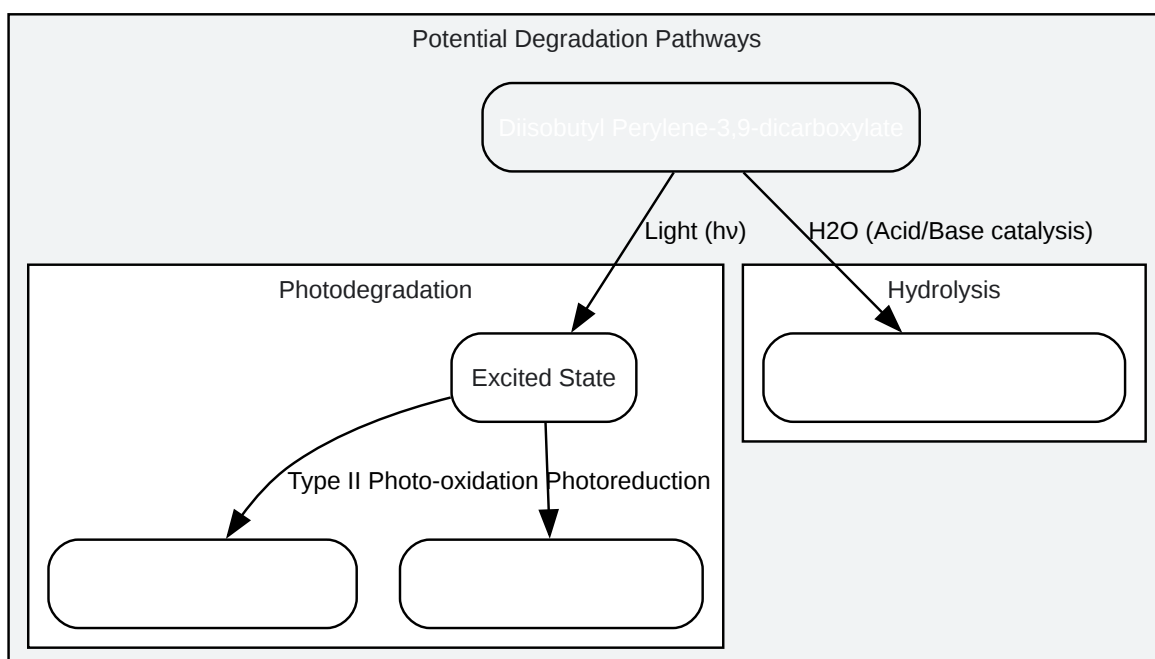 Potential Degradation Pathways
Diisobutyl Perylene-3,9-dicarboxylate
Light (hν)
H2O (Acid/Base catalysis)
Photodegradation
Hydrolysis
Excited State
Type II Photo-oxidation
Photoreduction